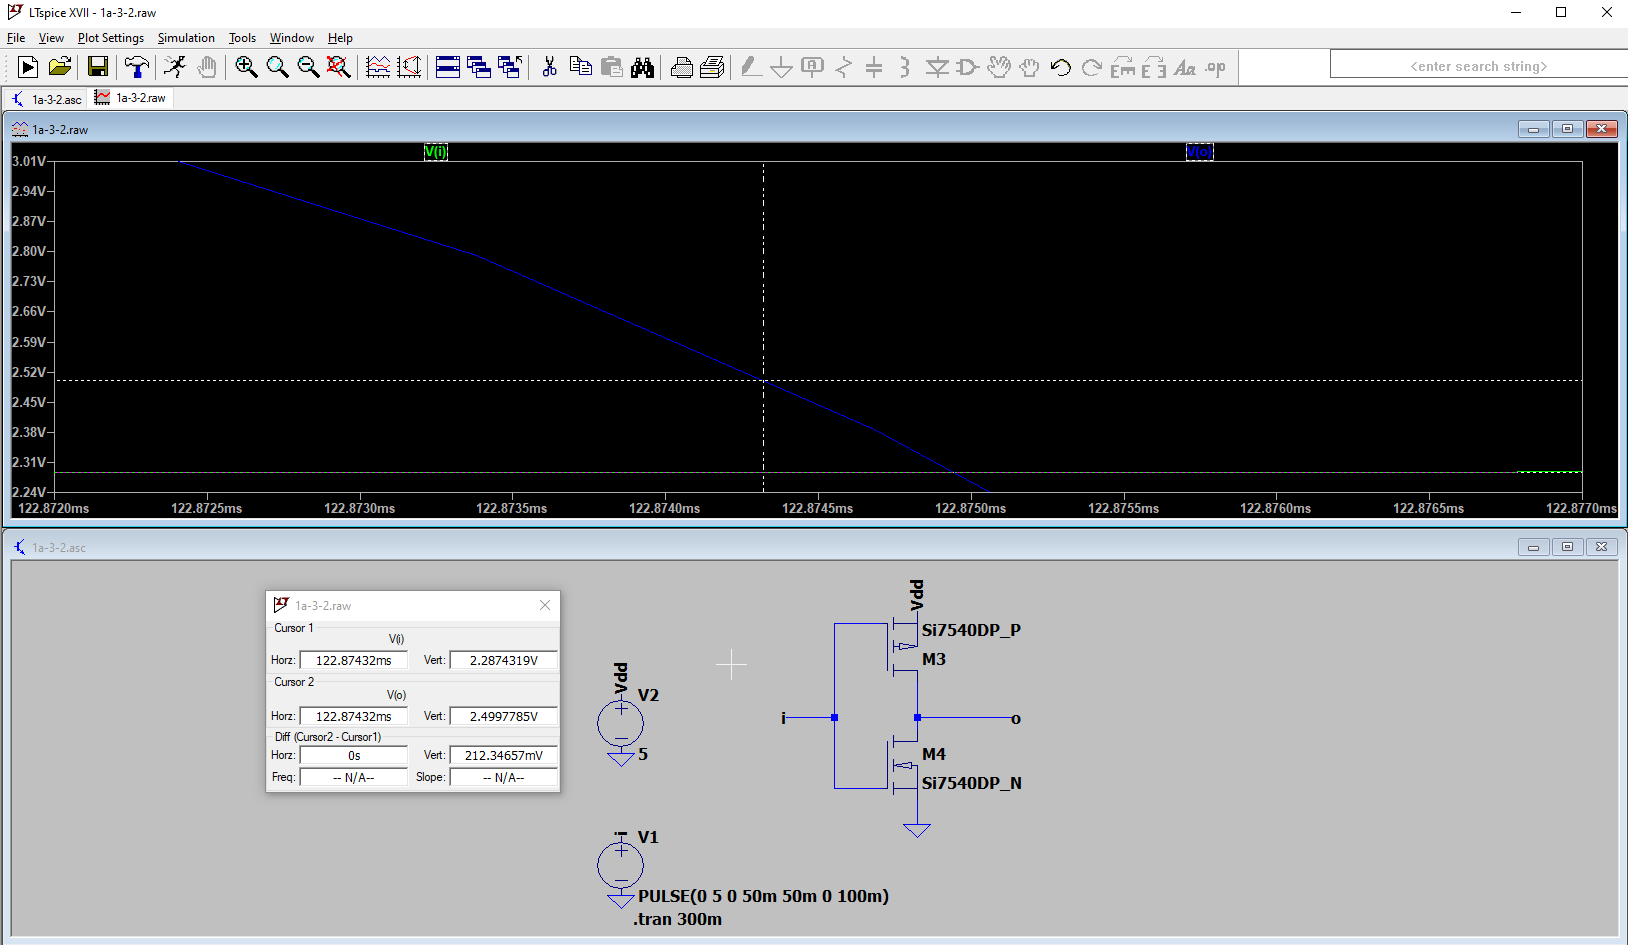 LTspice XVII - 1a-3-2.raw
File View Plot Settings Simulation Tools Window Help
<enter search string>
1a-3-2.asc 1a-3-2.raw
1a-3-2.raw
V(i) V(o)
3.01V
2.94V
2.87V
2.80V
2.73V
2.66V
2.59V
2.52V
2.45V
2.38V
2.31V
2.24V
122.8720ms 122.8725ms 122.8730ms 122.8735ms 122.8740ms 122.8745ms 122.8750ms 122.8755ms 122.8760ms 122.8765ms 122.8770ms
1a-3-2.asc
1a-3-2.raw
Cursor 1
V(i)
Horz: 122.87432ms Vert: 2.2874319V
Cursor 2
V(o)
Horz: 122.87432ms Vert: 2.4997785V
Diff (Cursor2 - Cursor1)
Horz: 0s Vert: 212.34657mV
Freq: -- N/A-- Slope: -- N/A--
Vdd
V2
5
i
V1
PULSE(0 5 0 50m 50m 0 100m)
.tran 300m
Vdd
Si7540DP_P
M3
i
o
M4
Si7540DP_N